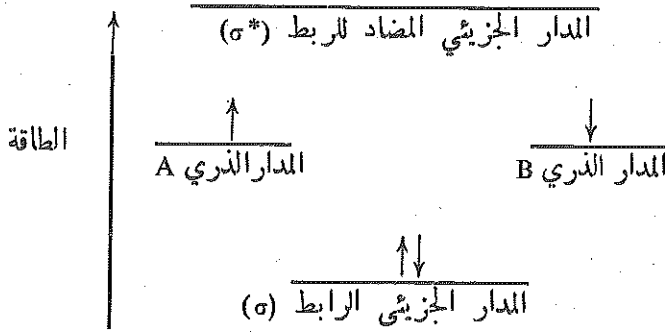 المدار الجزيئي المضاد للربط (σ*)
الطاقة
المدار الذري A
المدار الذري B
المدار الجزيئي الرابط (σ)